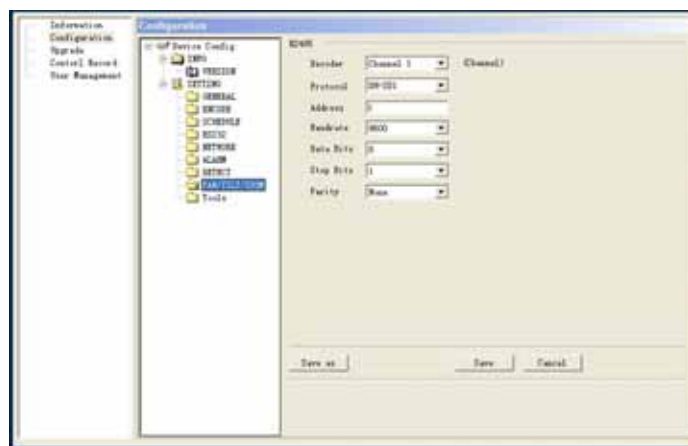 Information
Configuration
Upgrade
Control Record
User Management
Configuration
Device Config
INFO
VERSION
SETTING
GENERAL
ENCODE
SCHEDULE
RS232
NETWORK
ALARM
DETECT
PAN/TILT/ZOOM
Tools
RS485
Decoder Channel 1 (Channel)
Protocol
Address
Baudrate 9600
Data Bits 8
Stop Bits 1
Parity None
Save as Save Cancel